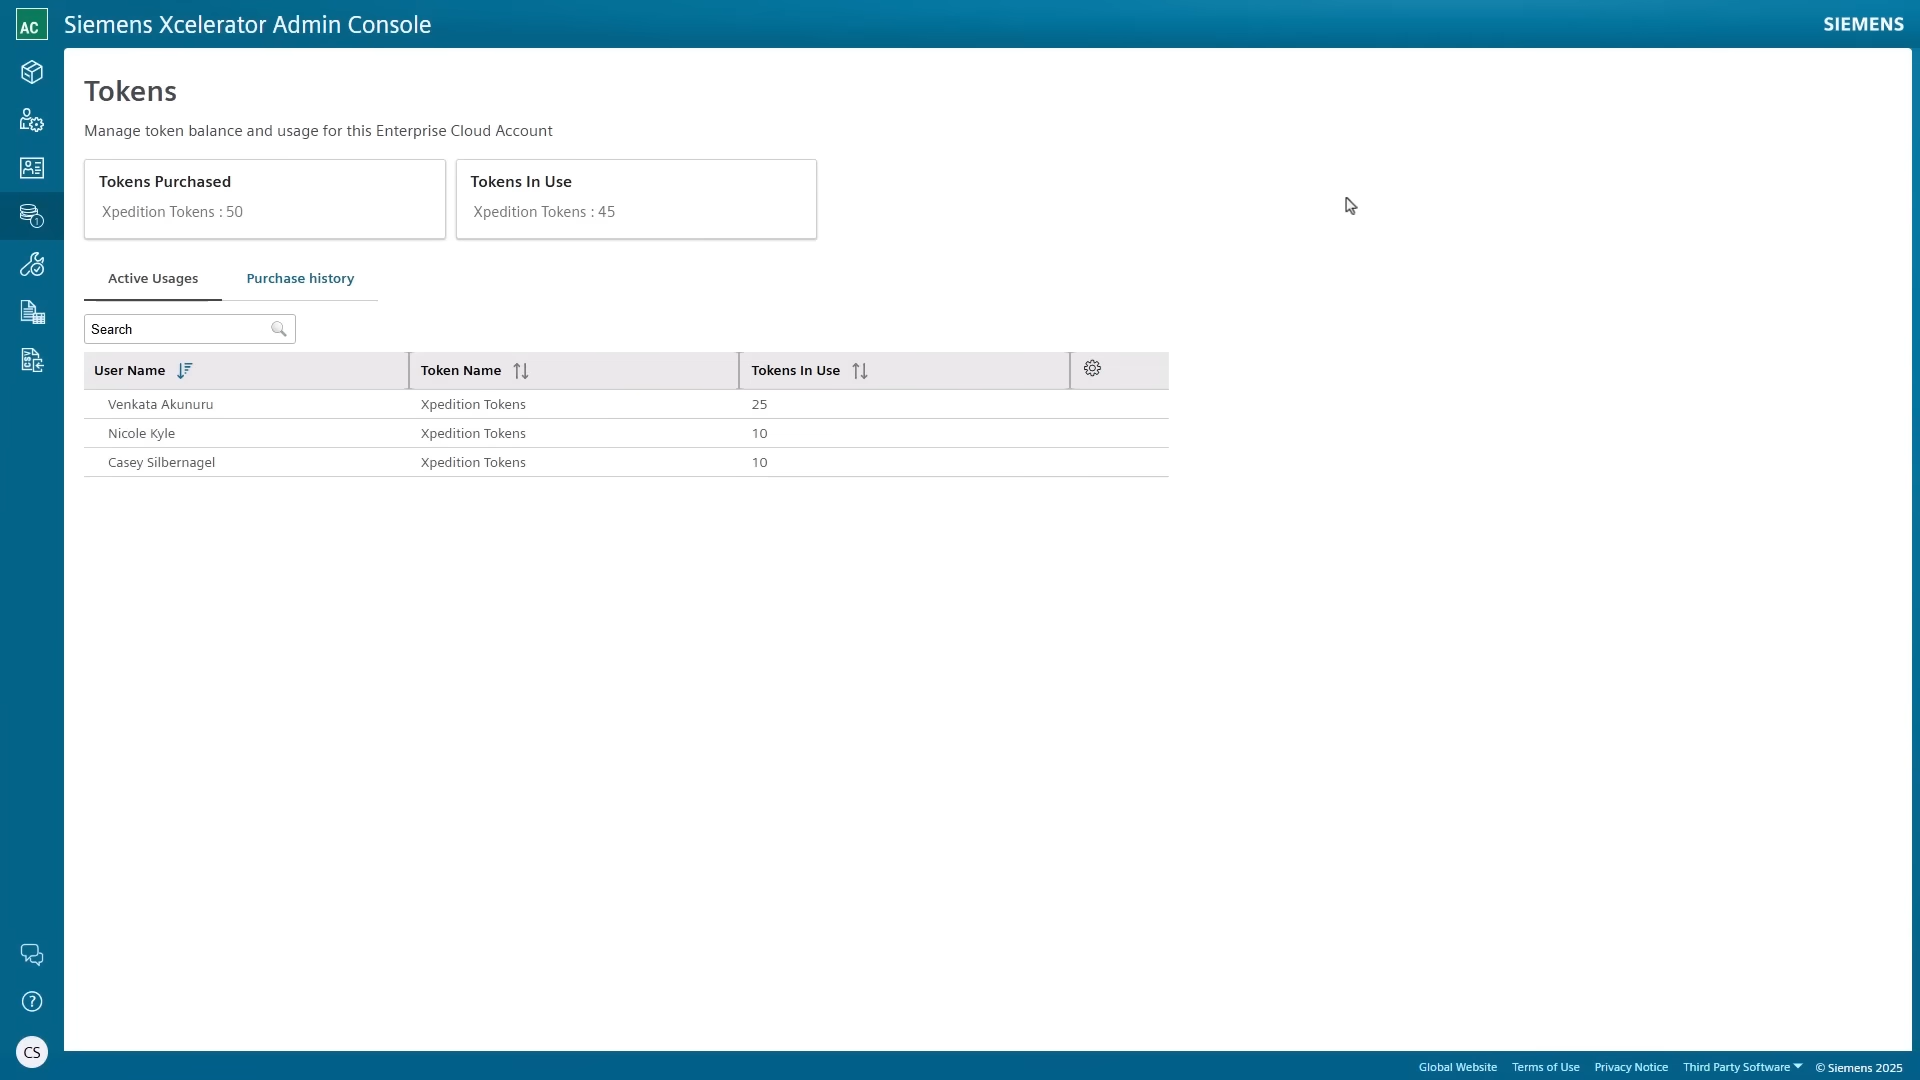 AC Siemens Xcelerator Admin Console SIEMENS
Tokens
Manage token balance and usage for this Enterprise Cloud Account
Tokens Purchased
Xpedition Tokens : 50
Tokens In Use
Xpedition Tokens : 45
Active Usages Purchase history
Search
User Name Token Name Tokens In Use
Venkata Akunuru Xpedition Tokens 25
Nicole Kyle Xpedition Tokens 10
Casey Silbernagel Xpedition Tokens 10
CS
Global Website Terms of Use Privacy Notice Third Party Software © Siemens 2025